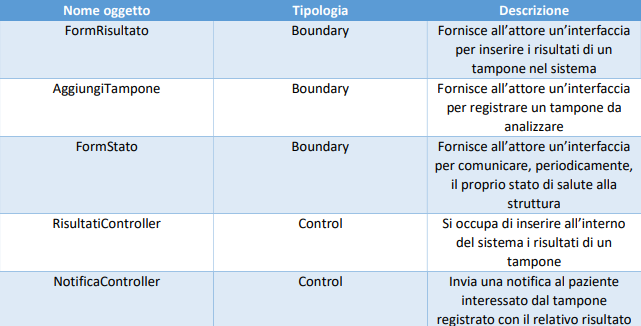 Nome oggetto Tipologia Descrizione
FormRisultato Boundary Fornisce all’attore un’interfaccia
per inserire i risultati di un
tampone nel sistema
AggiungiTampone Boundary Fornisce all’attore un’interfaccia
per registrare un tampone da
analizzare
FormStato Boundary Fornisce all’attore un’interfaccia
per comunicare, periodicamente,
il proprio stato di salute alla
struttura
RisultatiController Control Si occupa di inserire all’interno
del sistema i risultati di un
tampone
NotificaController Control Invia una notifica al paziente
interessato dal tampone
registrato con il relativo risultato